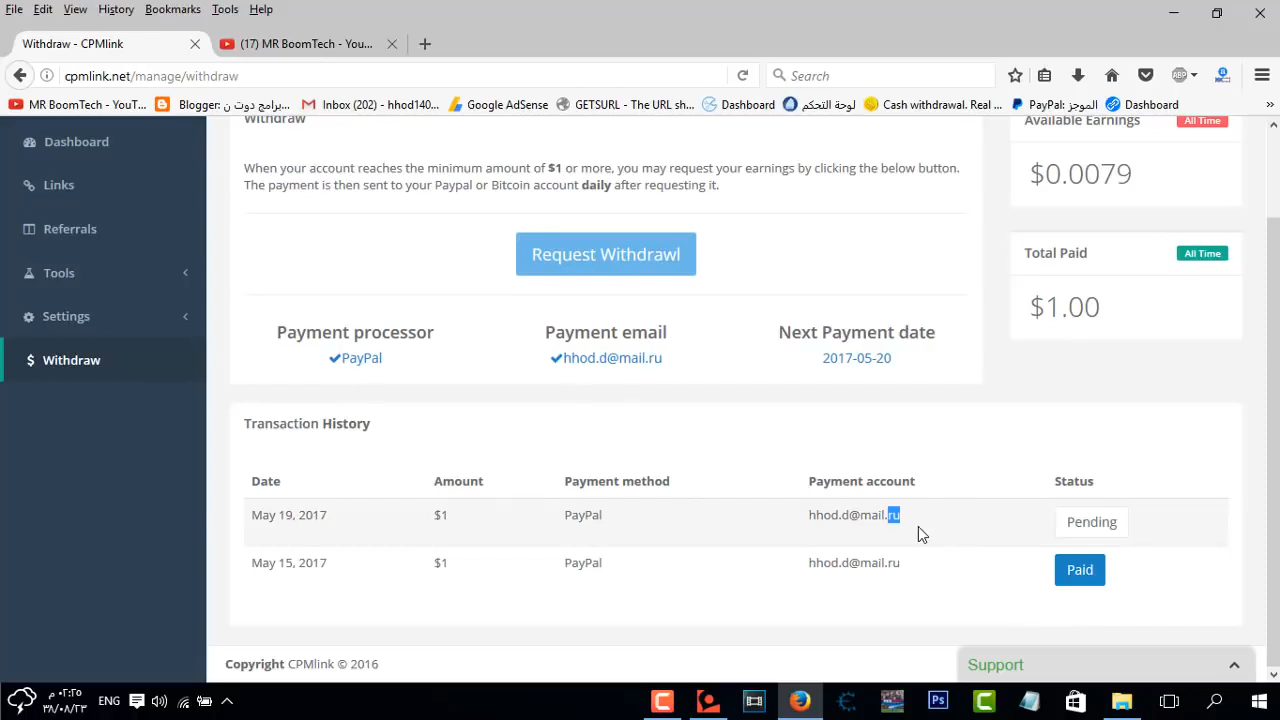 File Edit View History Bookmarks Tools Help
Withdraw - CPMlink (17) MR BoomTech - You...
cpmlink.net/manage/withdraw Search
MR BoomTech - YouT... Blogger: برامج دوت ن... Inbox (202) - hhod140... Google AdSense GETSURL - The URL sh... Dashboard لوحة التحكم Cash withdrawal. Real ... PayPal: الموجز Dashboard
Dashboard
Links
Referrals
Tools
Settings
$ Withdraw
Withdraw
When your account reaches the minimum amount of $1 or more, you may request your earnings by clicking the below button.
The payment is then sent to your Paypal or Bitcoin account daily after requesting it.
Request Withdrawl
Payment processor Payment email Next Payment date
PayPal hhod.d@mail.ru 2017-05-20
Available Earnings All Time
$0.0079
Total Paid All Time
$1.00
Transaction History
Date Amount Payment method Payment account Status
May 19, 2017 $1 PayPal hhod.d@mail.ru Pending
May 15, 2017 $1 PayPal hhod.d@mail.ru Paid
Copyright CPMlink © 2016
Support
ENG